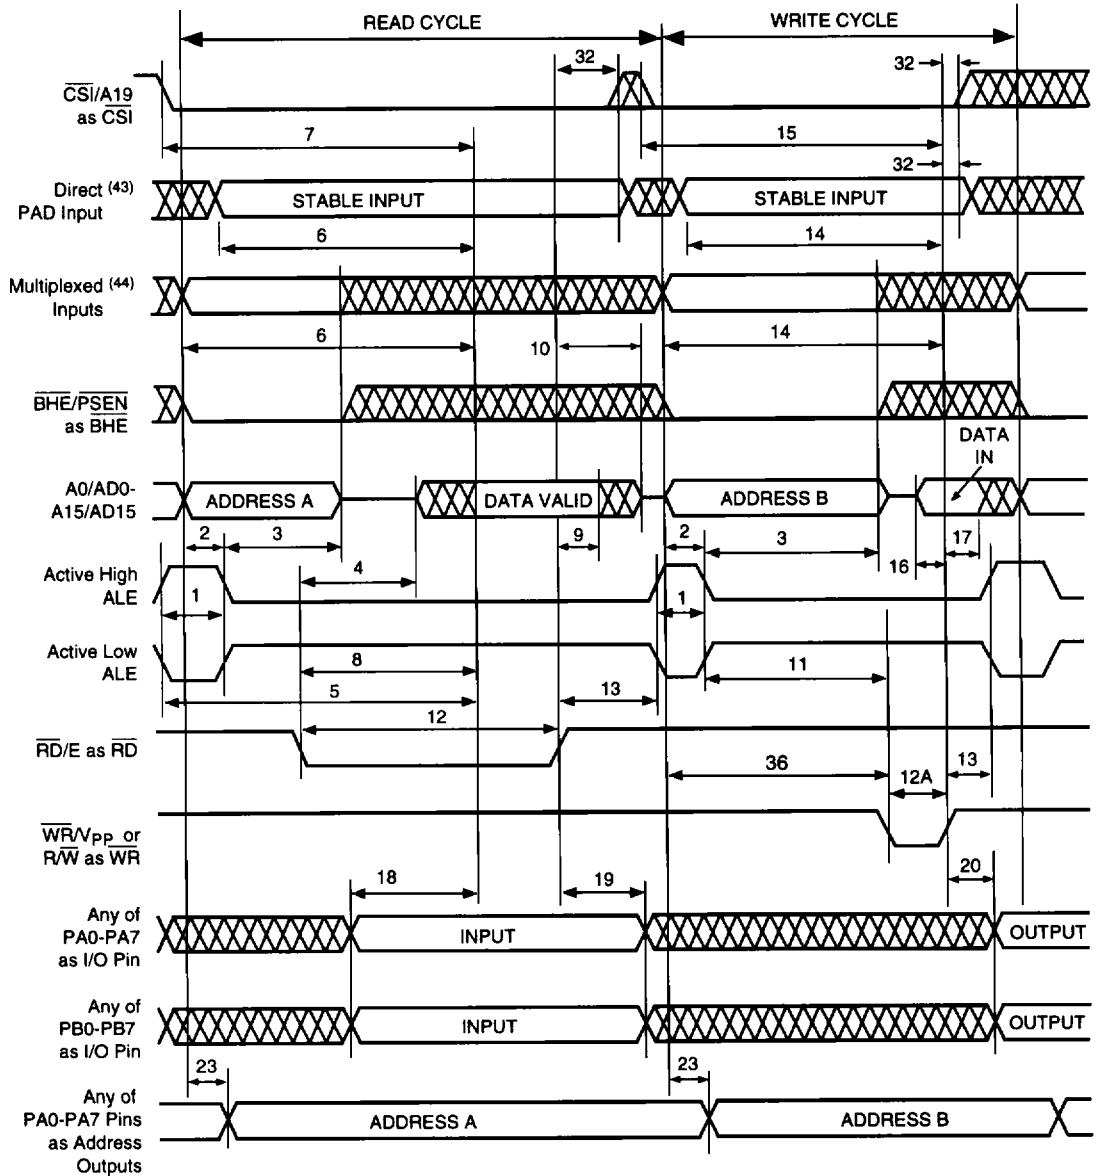 READ CYCLE
WRITE CYCLE
32
32
CSI/A19
as CSI
7
15
32
Direct (43)
PAD Input
STABLE INPUT
STABLE INPUT
6
14
Multiplexed (44)
Inputs
6
10
14
BHE/PSEN
as BHE
DATA
IN
A0/AD0-
A15/AD15
ADDRESS A
DATA VALID
ADDRESS B
2
3
9
2
3
17
4
16
Active High
ALE
1
1
Active Low
ALE
8
11
5
13
12
RD/E as RD
36
12A
13
WR/VPP or
R/W as WR
18
19
20
Any of
PA0-PA7
as I/O Pin
INPUT
OUTPUT
Any of
PB0-PB7
as I/O Pin
INPUT
OUTPUT
23
23
Any of
PA0-PA7 Pins
as Address
Outputs
ADDRESS A
ADDRESS B